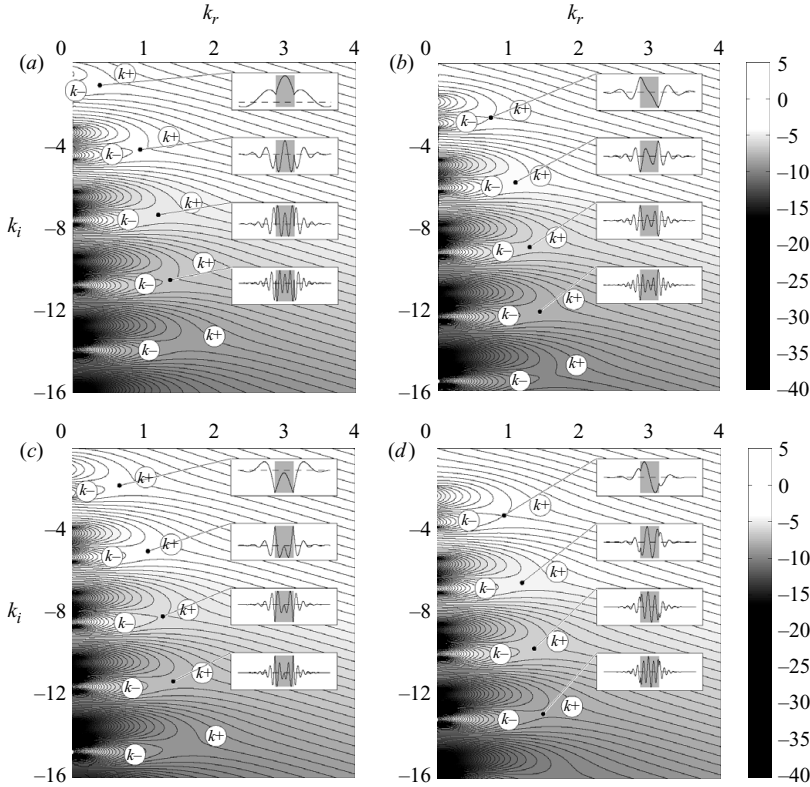 k_r k_r
0 1 2 3 4 0 1 2 3 4
(a) (b)
k+ k+ 5
k– k– 0
k+ –5
–4 k– –4 k+ –10
k+ k– –15
–8 k– –8 k+ –20
k_i k+ k– –25
–12 k– –12 k+ –30
k+ k– k+ –35
k– k–
–16 –16 –40
0 1 2 3 4 0 1 2 3 4
(c) (d)
k+ k+ 5
k– k– 0
–4 k+ –4 –5
k– k+ –10
k– –15
–8 k+ –8 –20
k_i k– k+ –25
k+ k–
–12 k– –12 k+ –30
k+ k– –35
k–
–16 –16 –40